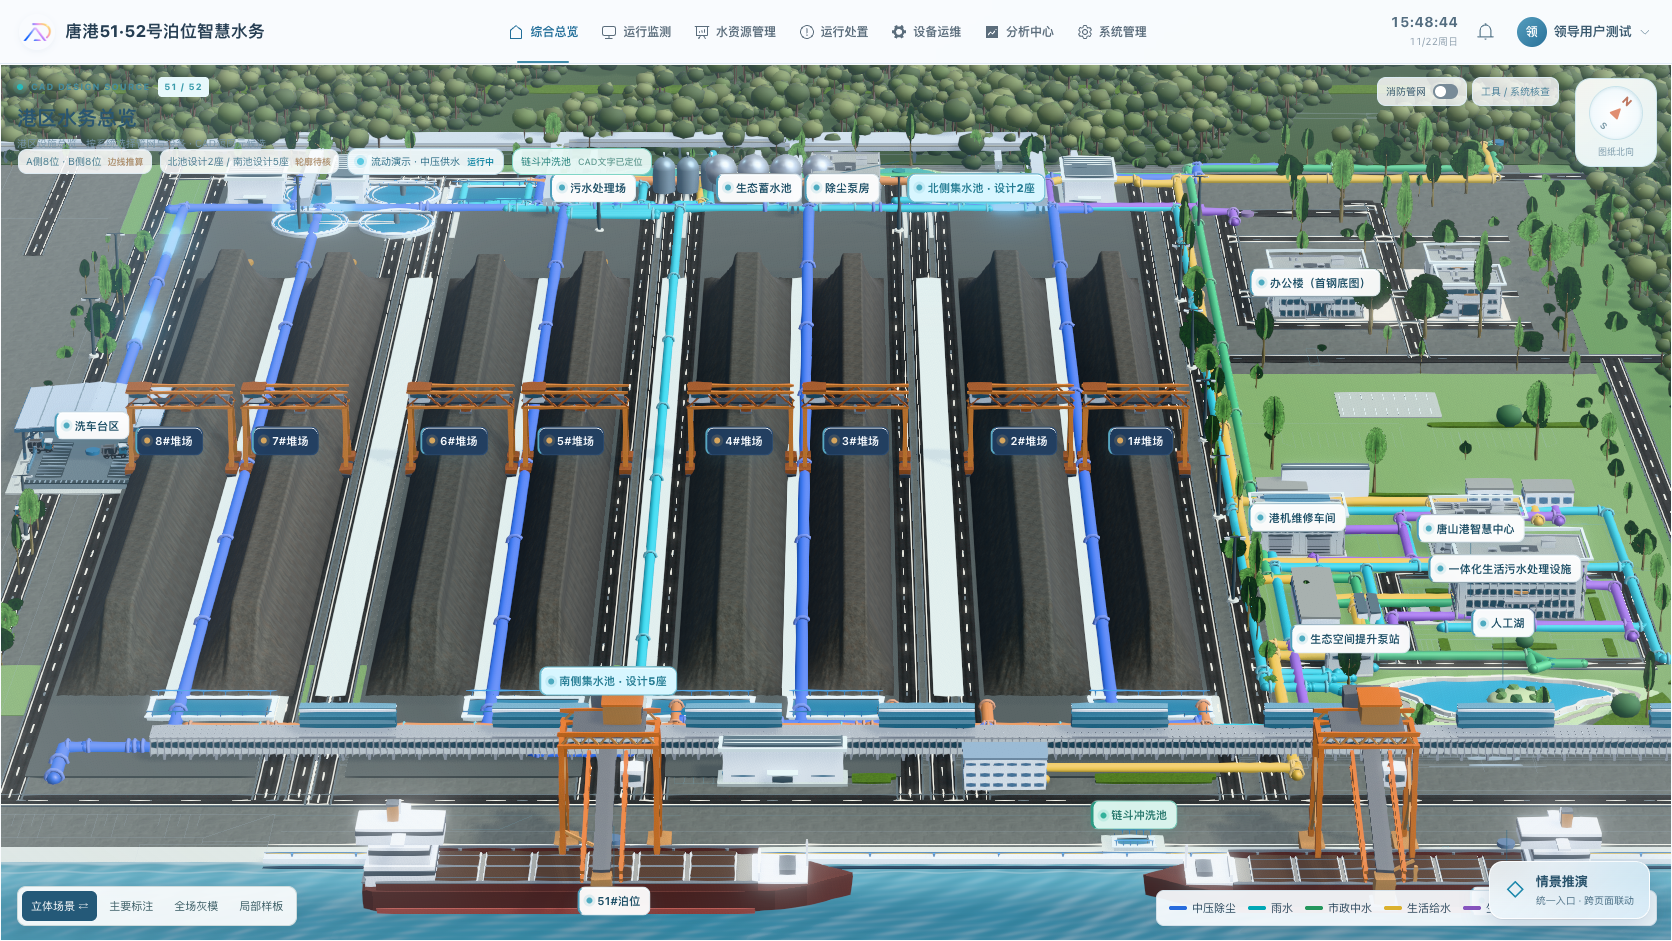 唐港51·52号泊位智慧水务
综合总览
运行监测
水资源管理
运行处置
设备运维
分析中心
系统管理
15:48:44
11/22周日
领
领导用户测试
51 / 52
港区水务总览
消防管网
工具 / 系统核查
N
S
图纸北向
A侧8位 · B侧8位 边线推算
北池设计2座 / 南池设计5座 轮廓待核
流动演示 · 中压供水 运行中
链斗冲洗池 CAD文字已定位
污水处理场
生态蓄水池
除尘泵房
北侧集水池 · 设计2座
办公楼（首钢底图）
洗车台区
8#堆场
7#堆场
6#堆场
5#堆场
4#堆场
3#堆场
2#堆场
1#堆场
港机维修车间
唐山港智慧中心
一体化生活污水处理设施
人工湖
生态空间提升泵站
南侧集水池 · 设计5座
链斗冲洗池
51#泊位
立体场景
主要标注
全场灰模
局部样板
中压除尘
雨水
市政中水
生活给水
情景推演
统一入口 · 跨页面联动